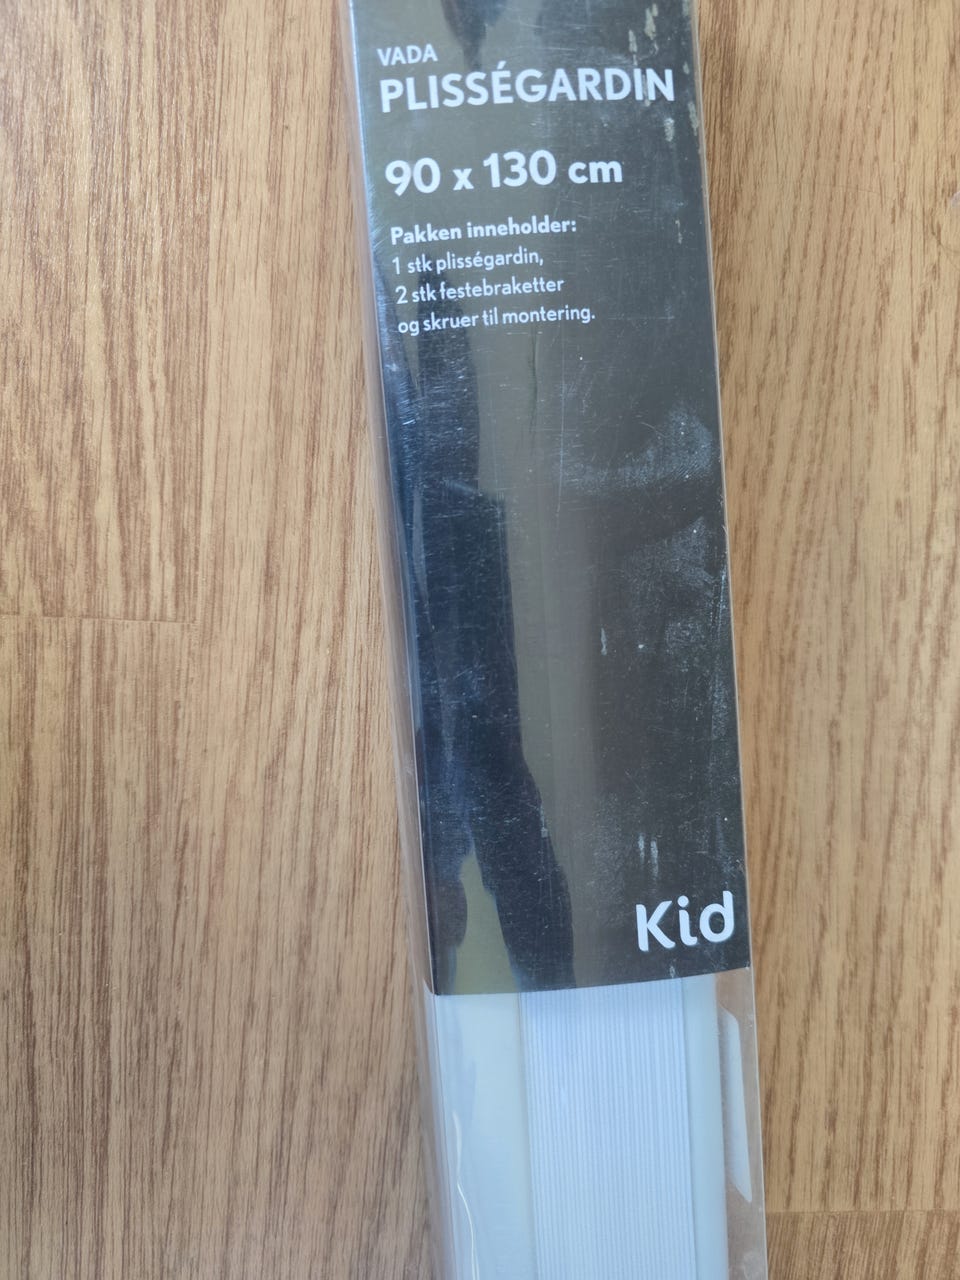 VADA
PLISSÉGARDIN
90 x 130 cm
Pakken inneholder:
1 stk plisségardin,
2 stk festebraketter
og skruer til montering.
Kid